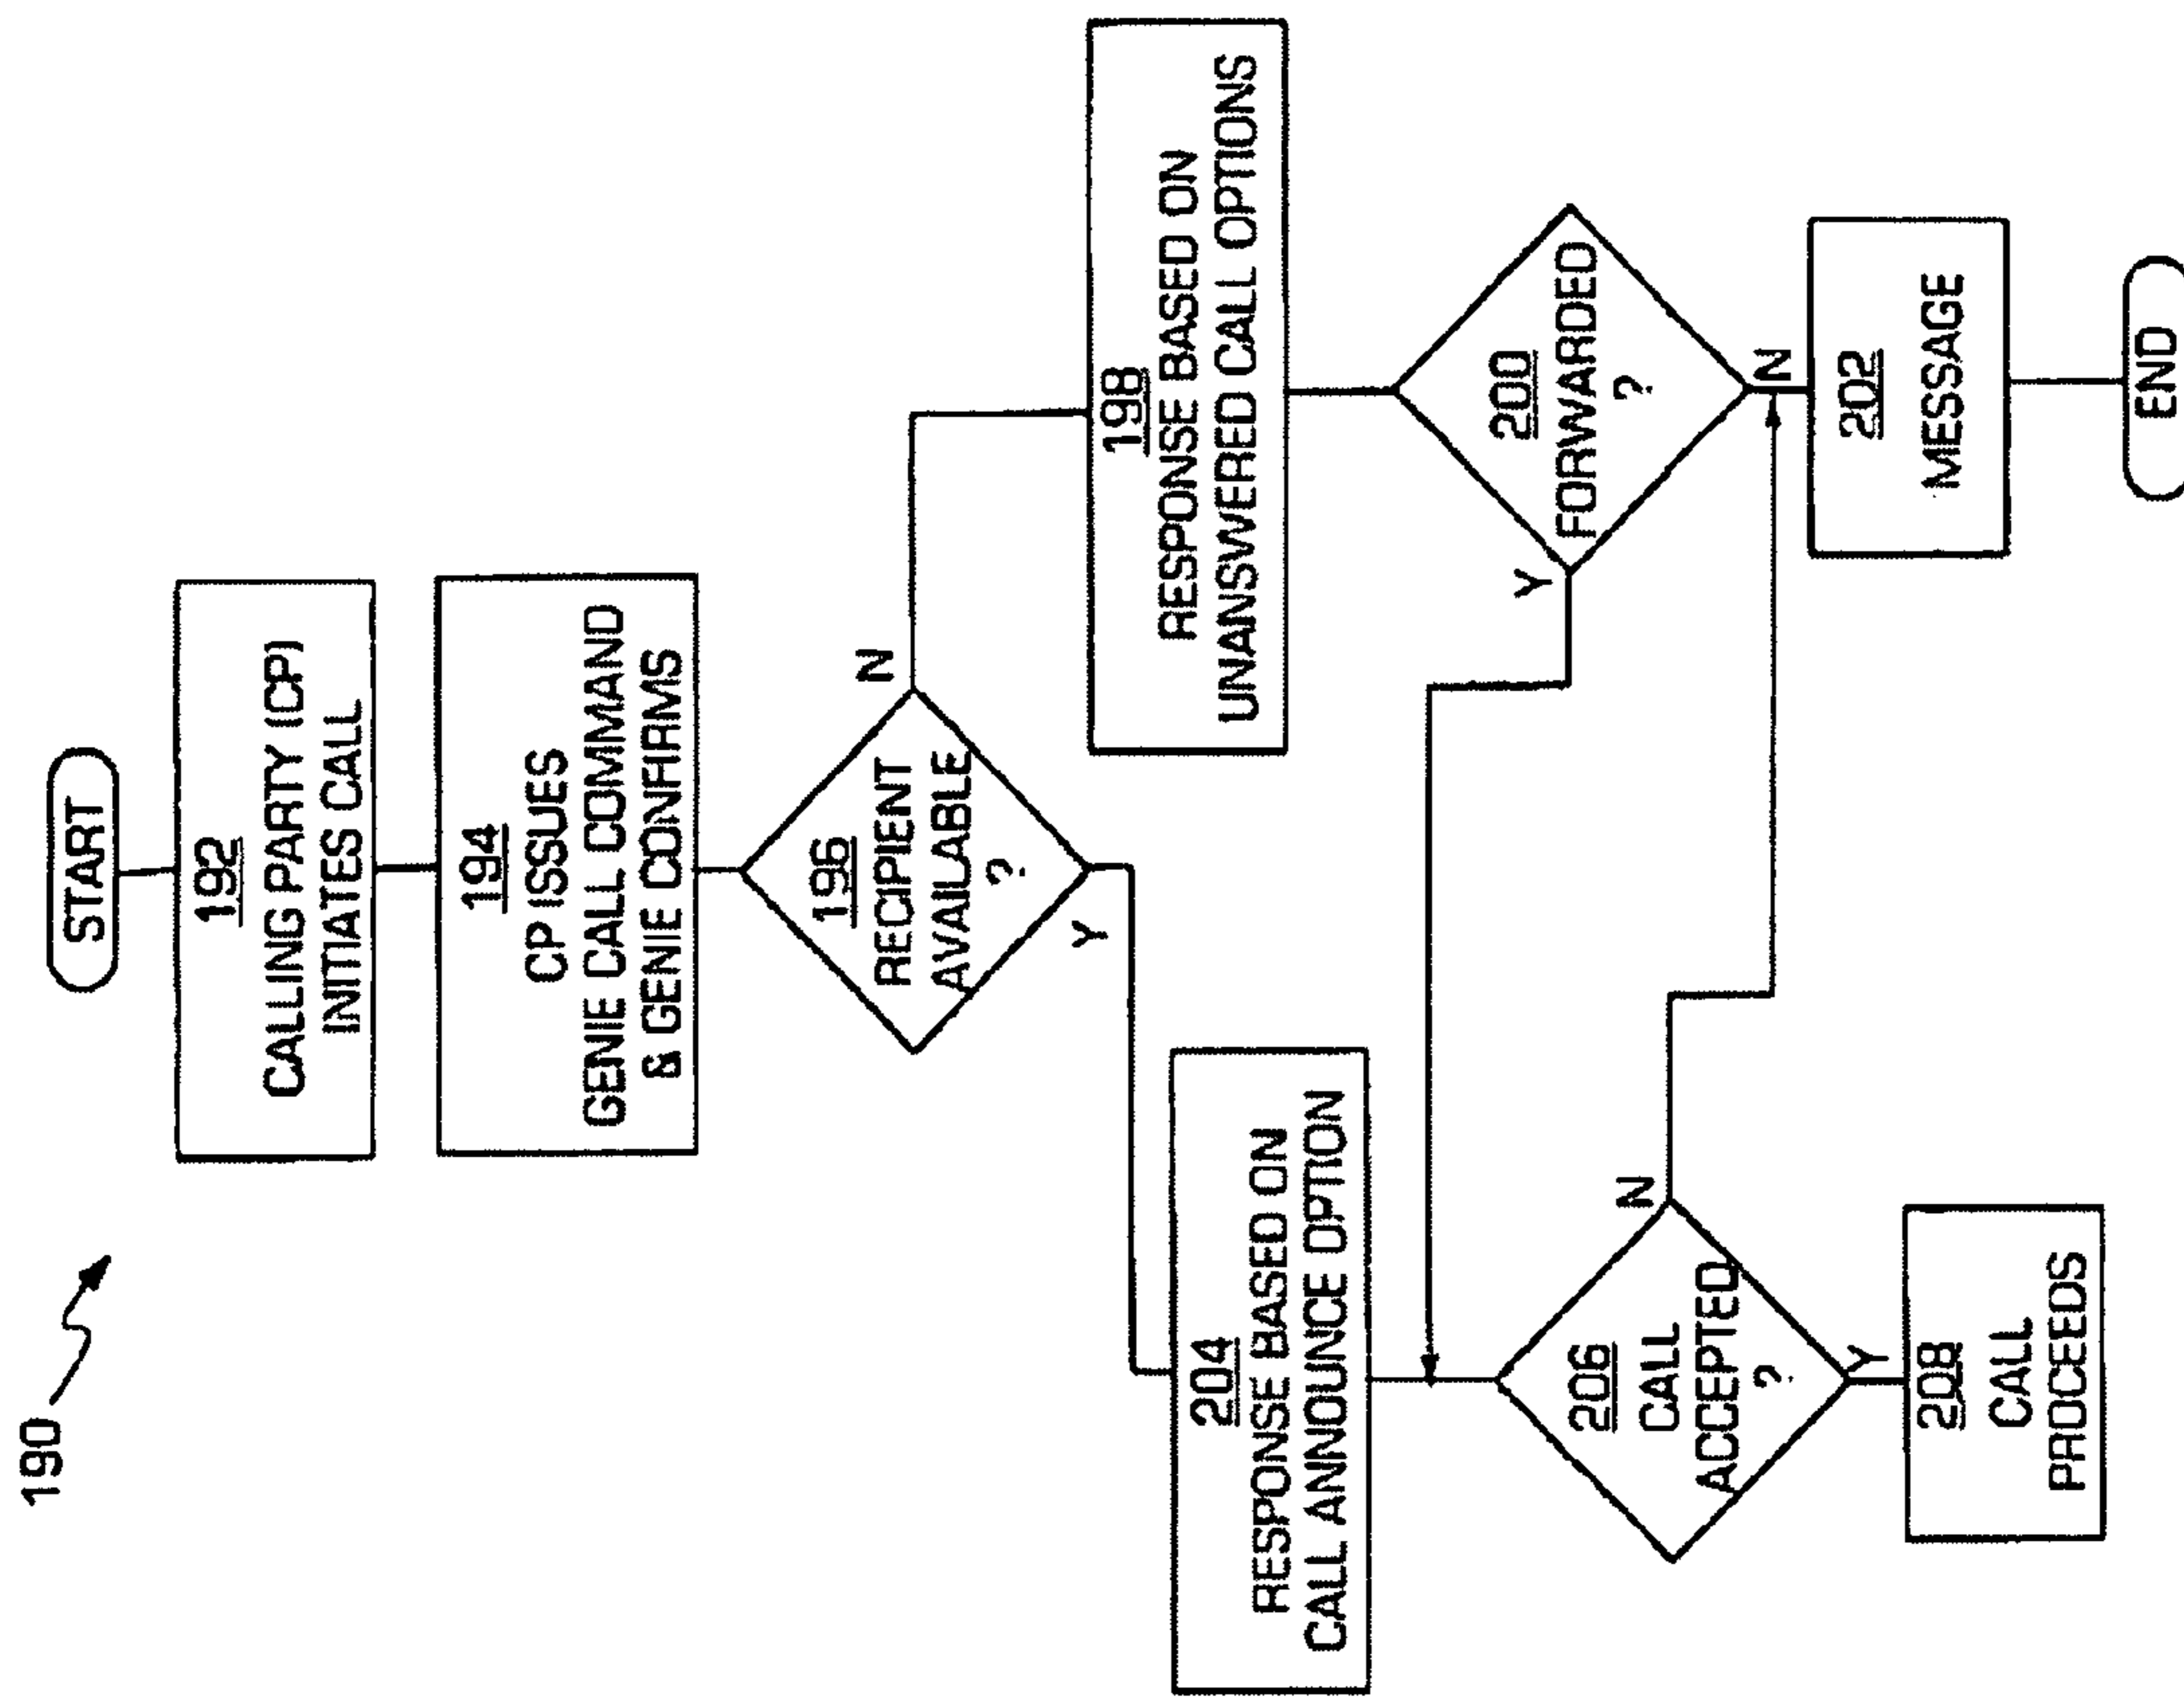 190
START
192
CALLING PARTY (CP)
INITIATES CALL
194
CP ISSUES
GENIE CALL COMMAND
& GENIE CONFIRMS
196
RECIPIENT
AVAILABLE
?
N
Y
198
RESPONSE BASED ON
UNANSWERED CALL OPTIONS
204
RESPONSE BASED ON
CALL ANNOUNCE OPTION
200
FORWARDED
?
Y
N
206
CALL
ACCEPTED
?
N
Y
202
MESSAGE
208
CALL
PROCEEDS
END